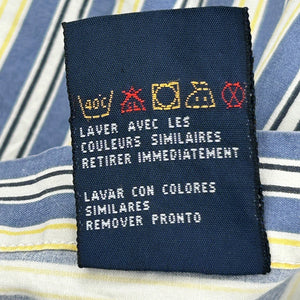 40°
LAVER AVEC LES
COULEURS SIMILAIRES
RETIRER IMMEDIATEMENT
LAVAR CON COLORES
SIMILARES
REMOVER PRONTO